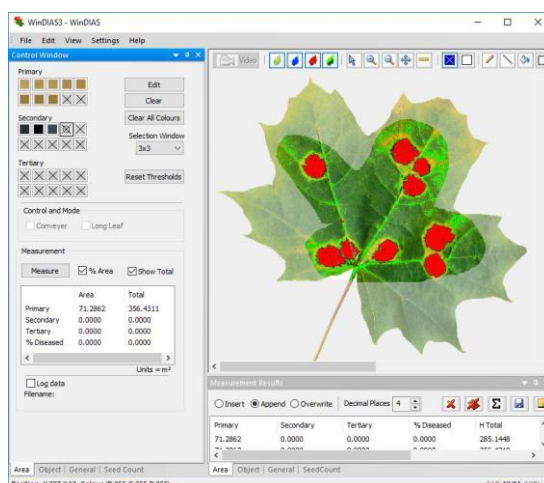 WinDIAS3 - WinDIAS
File Edit View Settings Help
Control Window
Video
Primary
Edit
Clear
Secondary
Clear All Colours
Selection Window
3x3
Tertiary
Reset Thresholds
Control and Mode
Conveyer Long Leaf
Measurement
Measure % Area Show Total
Area Total
Primary 71.2862 356.4311
Secondary 0.0000 0.0000
Tertiary 0.0000 0.0000
% Diseased 0.0000 0.0000
Units = m²
Log data
Filename:
Area Object General Seed Count
Measurement Results
Insert Append Overwrite Decimal Places 4
Primary Secondary Tertiary % Diseased H Total
71.2862 0.0000 0.0000 0.0000 285.1448
Area Object General SeedCount